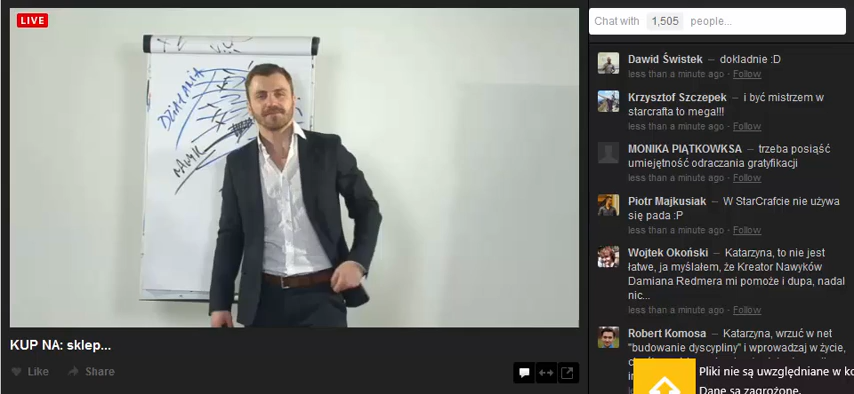 LIVE
DZIAŁANIA
NAWYK
KUP NA: sklep...
Like
Share
Chat with 1,505 people...
Dawid Świstek – dokładnie :D
less than a minute ago · Follow
Krzysztof Szczepek – i być mistrzem w
starcrafta to mega!!!
less than a minute ago · Follow
MONIKA PIĄTKOWKSA – trzeba posiąść
umiejętność odraczania gratyfikacji
less than a minute ago · Follow
Piotr Majkusiak – W StarCrafcie nie używa
się pada :P
less than a minute ago · Follow
Wojtek Okoński – Katarzyna, to nie jest
łatwe, ja myślałem, że Kreator Nawyków
Damiana Redmera mi pomoże i dupa, nadal
nic...
less than a minute ago · Follow
Robert Komosa – Katarzyna, wrzuć w net
"budowanie dyscypliny" i wprowadzaj w życie,
Pliki nie są uwzględniane w ko
Dane są zagrożone.